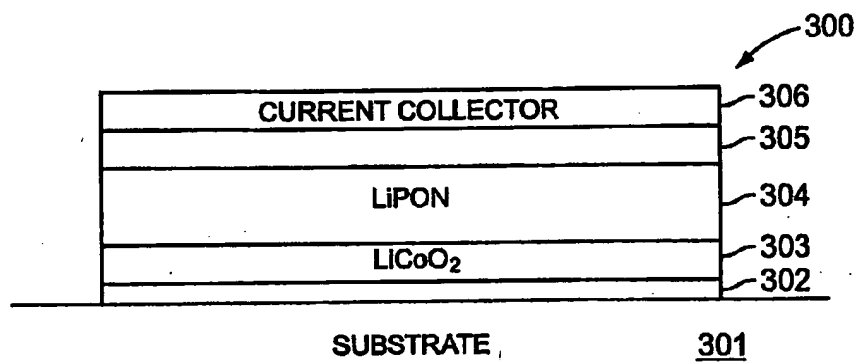 300
CURRENT COLLECTOR 306
305
LiPON 304
LiCoO₂ 303
302
SUBSTRATE 301